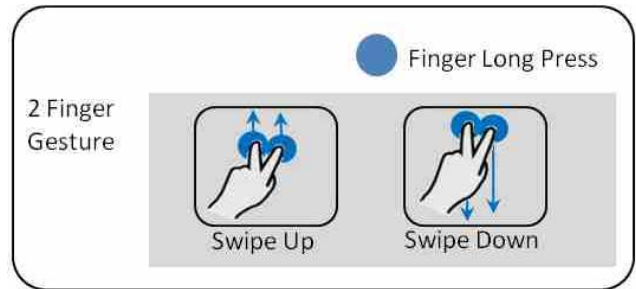 Finger Long Press
2 Finger
Gesture
Swipe Up
Swipe Down